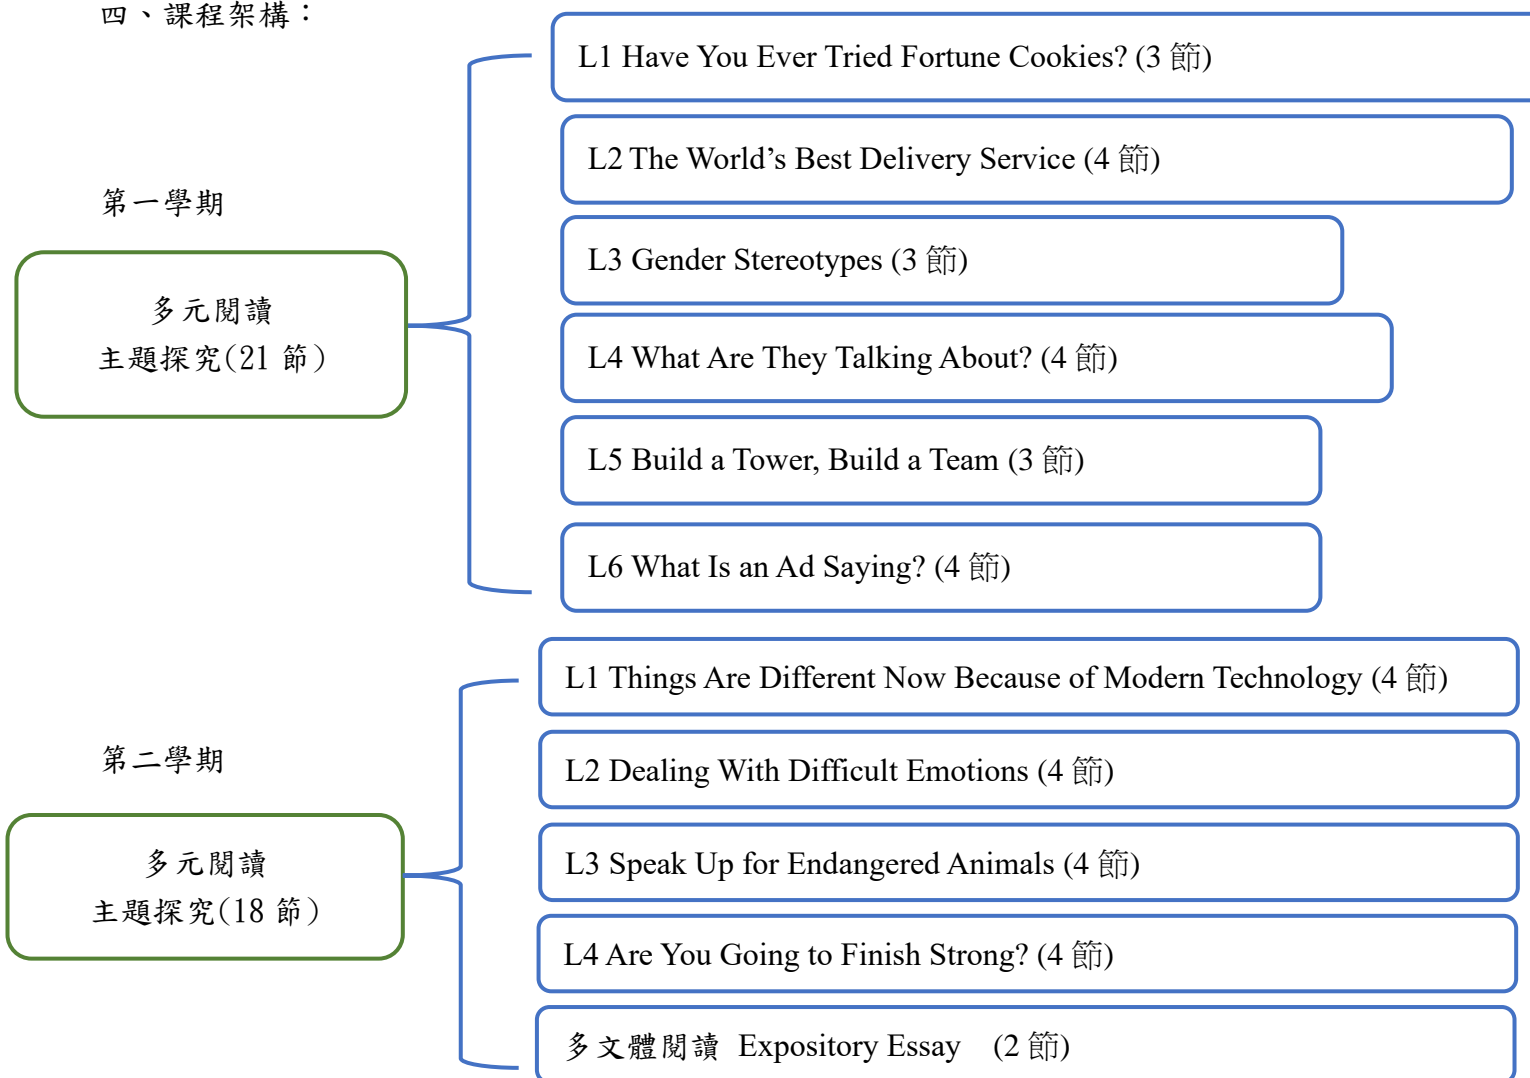 四、課程架構：
第一學期
多元閱讀
主題探究(21 節)
L1 Have You Ever Tried Fortune Cookies? (3 節)
L2 The World’s Best Delivery Service (4 節)
L3 Gender Stereotypes (3 節)
L4 What Are They Talking About? (4 節)
L5 Build a Tower, Build a Team (3 節)
L6 What Is an Ad Saying? (4 節)
第二學期
多元閱讀
主題探究(18 節)
L1 Things Are Different Now Because of Modern Technology (4 節)
L2 Dealing With Difficult Emotions (4 節)
L3 Speak Up for Endangered Animals (4 節)
L4 Are You Going to Finish Strong? (4 節)
多文體閱讀 Expository Essay (2 節)